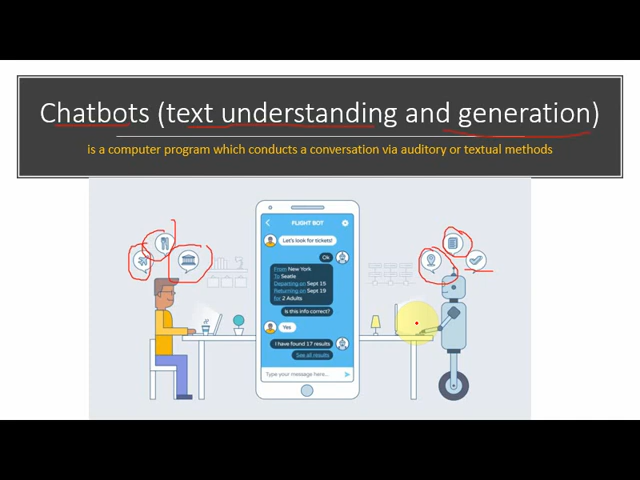 Chatbots (text understanding and generation)
is a computer program which conducts a conversation via auditory or textual methods
FLIGHT BOT
Let's look for tickets!
Ok
From New York
To Seatle
Departing on Sept 15
Returning on Sept 19
for 2 Adults
Is this info correct?
Yes
I have found 17 results
See all results
Type your message here...